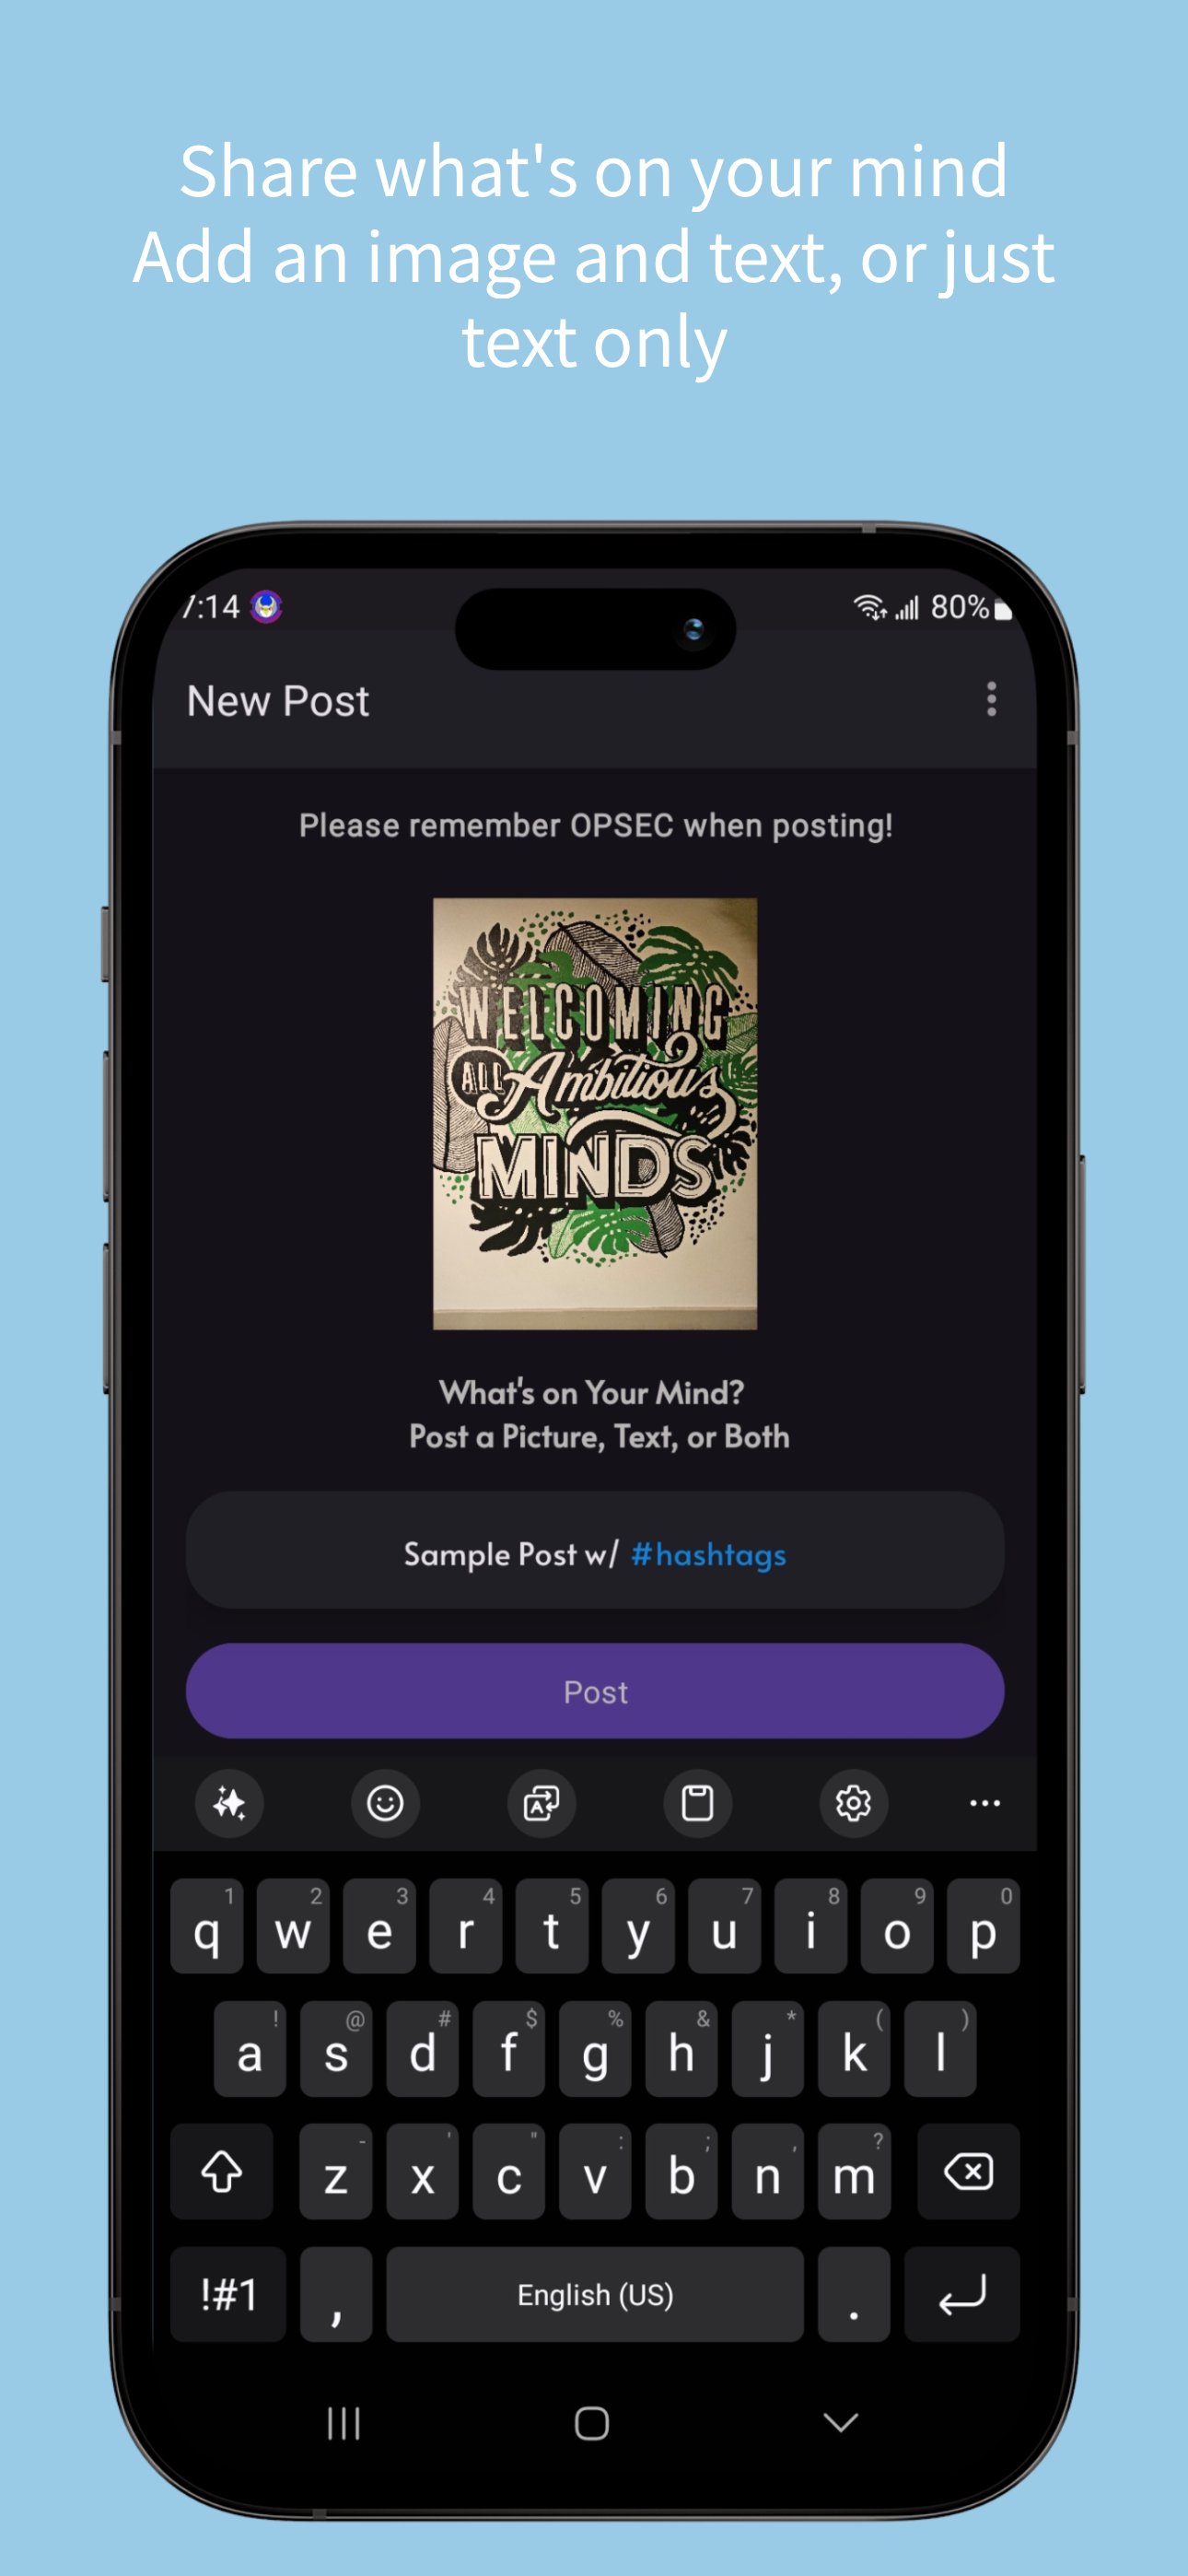 Share what's on your mind
Add an image and text, or just
text only
7:14
80%
New Post
Please remember OPSEC when posting!
WELCOMING
ALL Ambitious
MINDS
What's on Your Mind?
Post a Picture, Text, or Both
Sample Post w/ #hashtags
Post
1 2 3 4 5 6 7 8 9 0
q w e r t y u i o p
! @ # $ % & * ( )
a s d f g h j k l
- ' " : ; , ?
z x c v b n m
!#1 , English (US) .